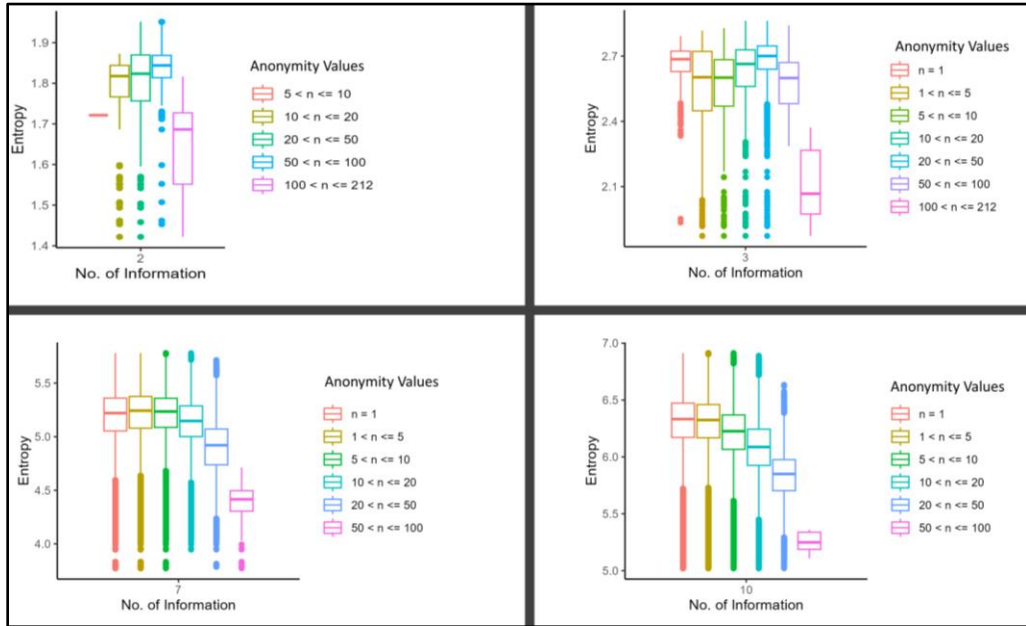 1.9
1.8
1.7
1.6
1.5
1.4
Entropy
2
No. of Information
Anonymity Values
5 < n <= 10
10 < n <= 20
20 < n <= 50
50 < n <= 100
100 < n <= 212
2.7
2.4
2.1
Entropy
3
No. of Information
Anonymity Values
n = 1
1 < n <= 5
5 < n <= 10
10 < n <= 20
20 < n <= 50
50 < n <= 100
100 < n <= 212
5.5
5.0
4.5
4.0
Entropy
7
No. of Information
Anonymity Values
n = 1
1 < n <= 5
5 < n <= 10
10 < n <= 20
20 < n <= 50
50 < n <= 100
7.0
6.5
6.0
5.5
5.0
Entropy
10
No. of Information
Anonymity Values
n = 1
1 < n <= 5
5 < n <= 10
10 < n <= 20
20 < n <= 50
50 < n <= 100